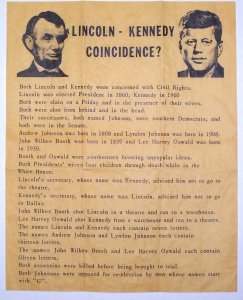 LINCOLN - KENNEDY
COINCIDENCE?
Both Lincoln and Kennedy were concerned with Civil Rights.
Lincoln was elected President in 1860; Kennedy in 1960
Both were slain on a Friday and in the presence of their wives.
Both were shot from behind and in the head.
Their successors, both named Johnson, were southern Democrats, and
both were in the Senate.
Andrew Johnson was born in 1808 and Lyndon Johnson was born in 1908.
John Wilkes Booth was born in 1839 and Lee Harvey Oswald was born
in 1939.
Booth and Oswald were southerners favoring unpopular ideas.
Both Presidents' wives lost children through death while in the
White House.
Lincoln's secretary, whose name was Kennedy, advised him not to go to
the theatre.
Kennedy's secretary, whose name was Lincoln, advised him not to go
to Dallas.
John Wilkes Booth shot Lincoln in a theatre and ran to a warehouse.
Lee Harvey Oswald shot Kennedy from a warehouse and ran to a theatre.
The names Lincoln and Kennedy each contain seven letters.
The names Andrew Johnson and Lyndon Johnson each contain
thirteen letters.
The names John Wilkes Booth and Lee Harvey Oswald each contain
fifteen letters.
Both assassins were killed before being brought to trial.
Both Johnsons were opposed for re-election by men whose names start
with "G".